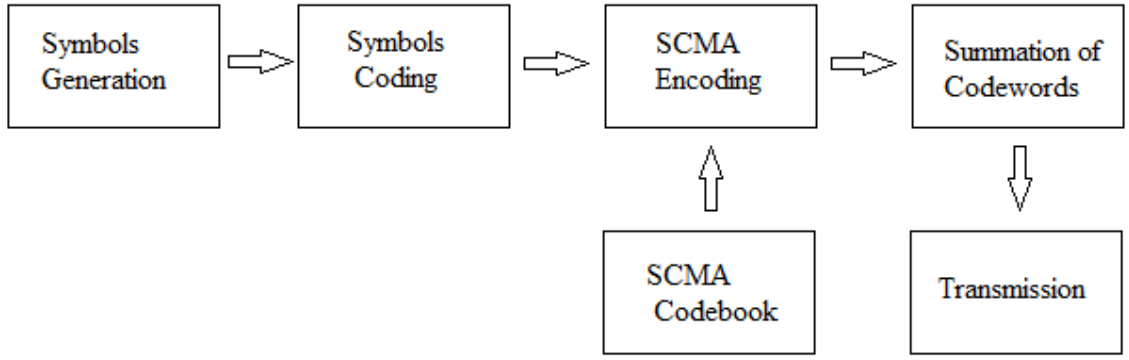 Symbols
Generation
Symbols
Coding
SCMA
Encoding
Summation of
Codewords
SCMA
Codebook
Transmission